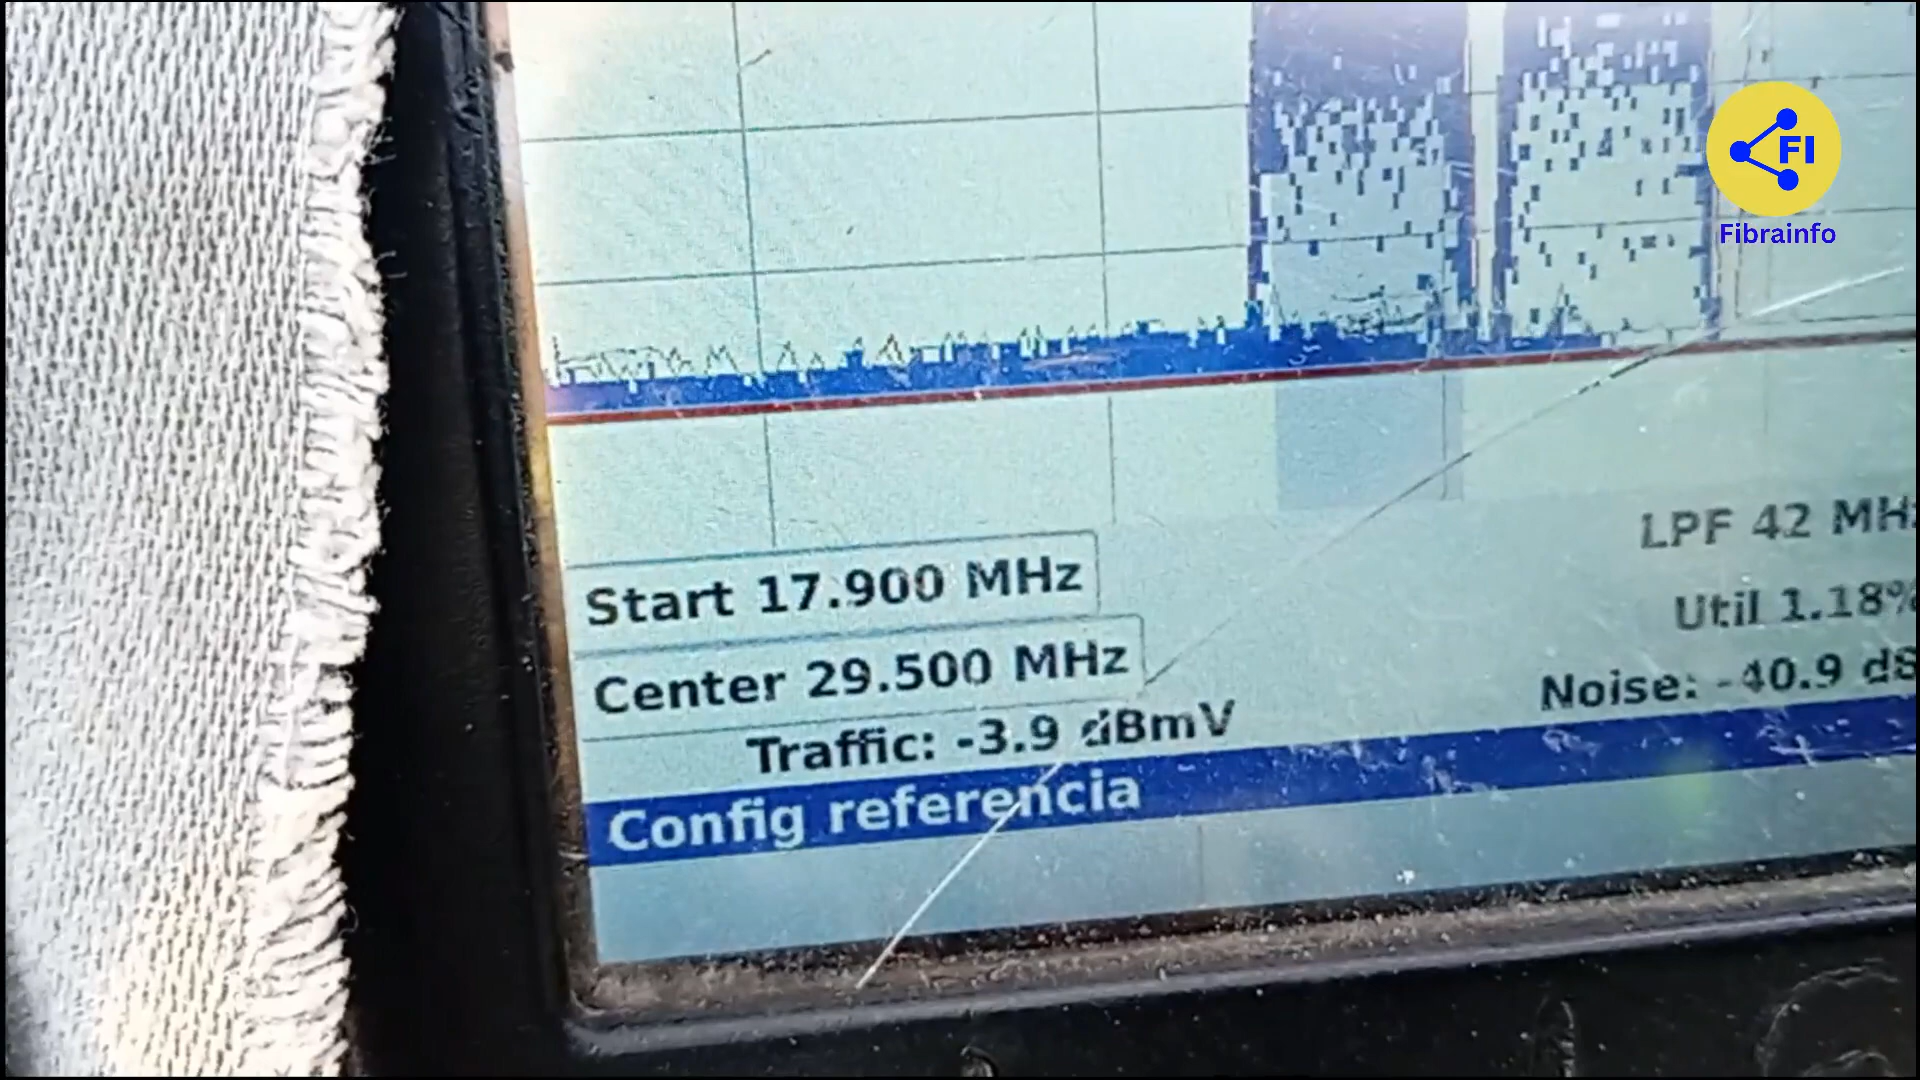 FI
Fibrainfo
LPF 42 MHz
Start 17.900 MHz
Util 1.18%
Center 29.500 MHz
Noise: -40.9
Traffic: -3.9 dBmV
Config referencia